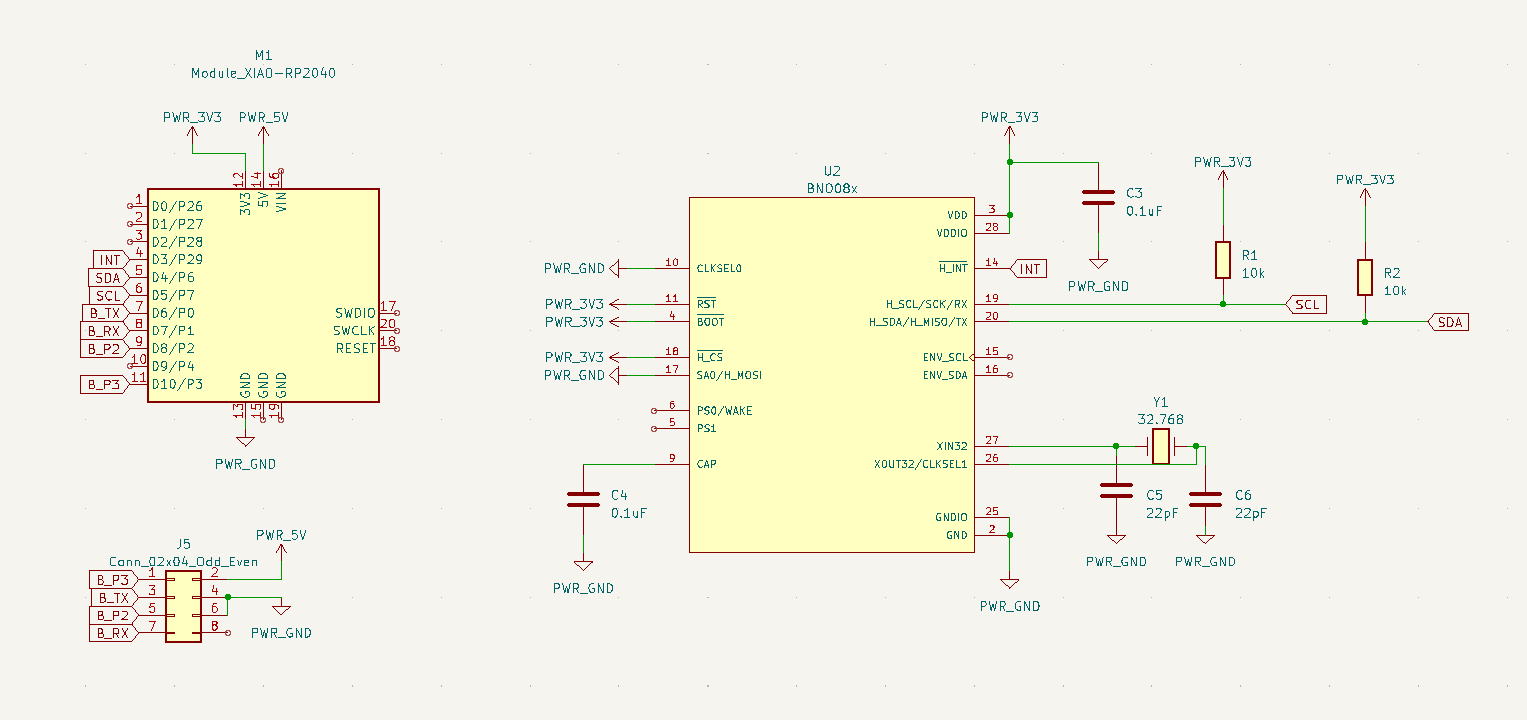 M1
Module_XIAO-RP2040
PWR_3V3 PWR_5V
12 14 16
3V3 5V VIN
1 D0/P26
2 D1/P27
3 D2/P28
INT 4 D3/P29
SDA 5 D4/P6
SCL 6 D5/P7
B_TX 7 D6/P0
B_RX 8 D7/P1
B_P2 9 D8/P2
10 D9/P4
B_P3 11 D10/P3
SWDIO 17
SWCLK 20
RESET 18
GND GND GND
13 15 19
PWR_GND
J5
Conn_02x04_Odd_Even
PWR_5V
B_P3 1 2
B_TX 3 4
B_P2 5 6
B_RX 7 8
PWR_GND
U2
BNO08x
PWR_GND 10 CLKSEL0
PWR_3V3 11 RST
PWR_3V3 4 BOOT
PWR_3V3 18 H_CS
PWR_GND 17 SA0/H_MOSI
6 PS0/WAKE
5 PS1
9 CAP
C4
0.1uF
PWR_GND
PWR_3V3
VDD 3
VDDIO 28
H_INT 14 INT
H_SCL/SCK/RX 19 SCL
H_SDA/H_MISO/TX 20 SDA
ENV_SCL 15
ENV_SDA 16
XIN32 27
XOUT32/CLKSEL1 26
GNDIO 25
GND 2
PWR_GND
C3
0.1uF
PWR_GND
PWR_3V3
R1
10k
PWR_3V3
R2
10k
Y1
32.768
C5
22pF
PWR_GND
C6
22pF
PWR_GND